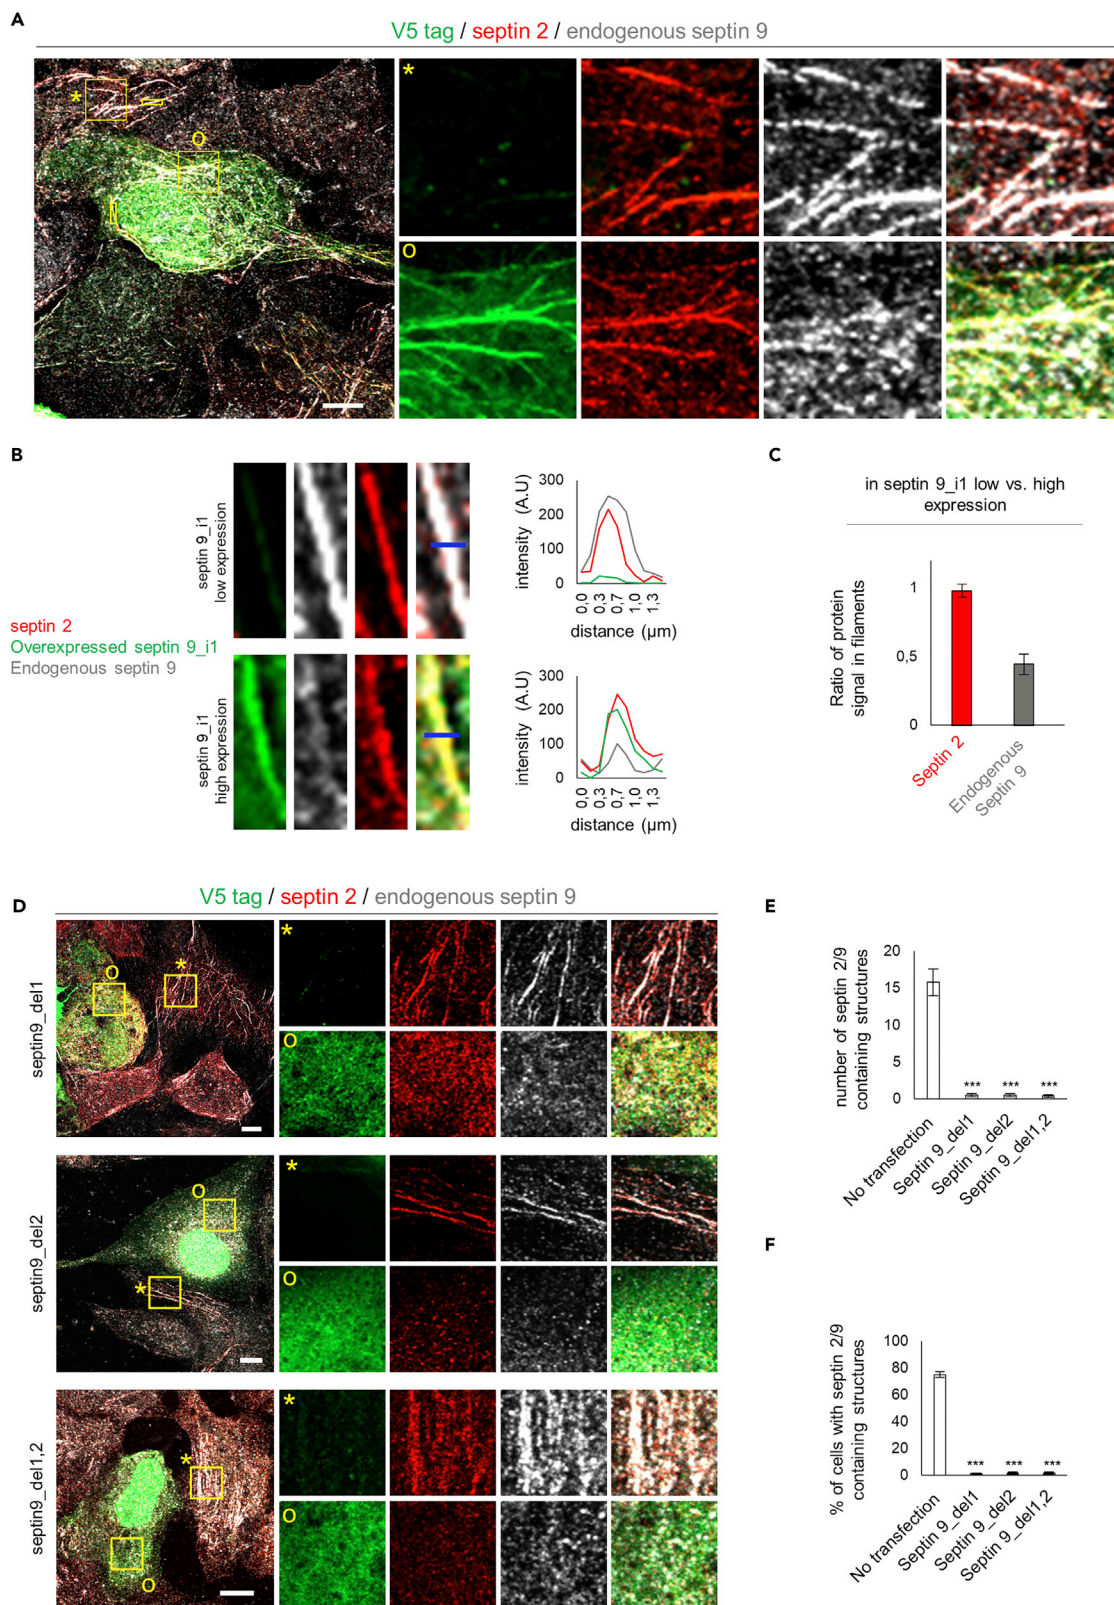 A
V5 tag / septin 2 / endogenous septin 9
*
O
*
O
B
septin 9_i1
low expression
septin 9_i1
high expression
septin 2
Overexpressed septin 9_i1
Endogenous septin 9
intensity (A.U)
300
200
100
0
0,0
0,3
0,7
1,0
1,3
distance (µm)
intensity (A.U)
300
200
100
0
0,0
0,3
0,7
1,0
1,3
distance (µm)
C
in septin 9_i1 low vs. high
expression
Ratio of protein
signal in filaments
1
0,5
0
Septin 2
Endogenous
Septin 9
D
V5 tag / septin 2 / endogenous septin 9
septin9_del1
O
*
*
O
septin9_del2
O
*
*
O
septin9_del1,2
*
O
*
O
E
number of septin 2/9
containing structures
20
15
10
5
0
***
***
***
No transfection
Septin 9_del1
Septin 9_del2
Septin 9_del1,2
F
% of cells with septin 2/9
containing structures
100
80
60
40
20
0
***
***
***
No transfection
Septin 9_del1
Septin 9_del2
Septin 9_del1,2